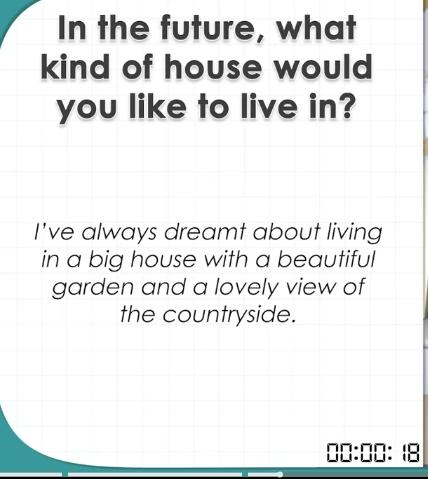 In the future, what
kind of house would
you like to live in?
I've always dreamt about living
in a big house with a beautiful
garden and a lovely view of
the countryside.
00:00:18